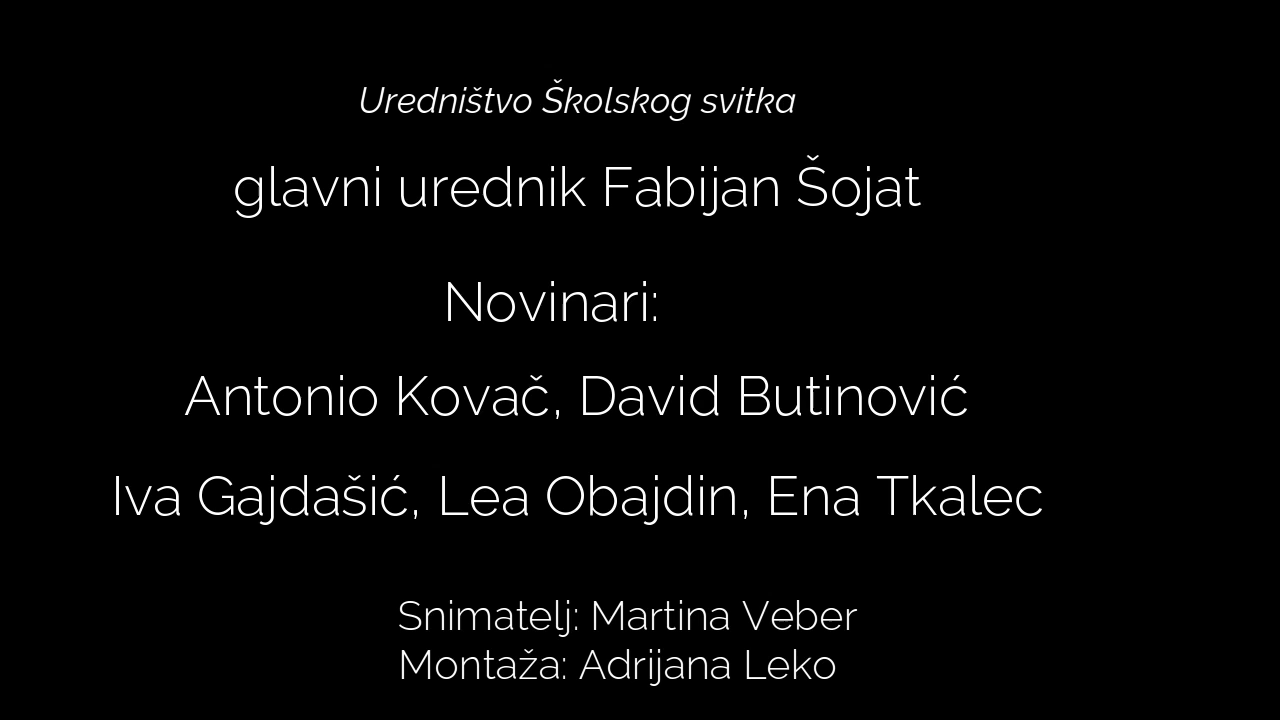 Uredništvo Školskog svitka
glavni urednik Fabijan Šojat
Novinari:
Antonio Kovač, David Butinović
Iva Gajdašić, Lea Obajdin, Ena Tkalec
Snimatelj: Martina Veber
Montaža: Adrijana Leko